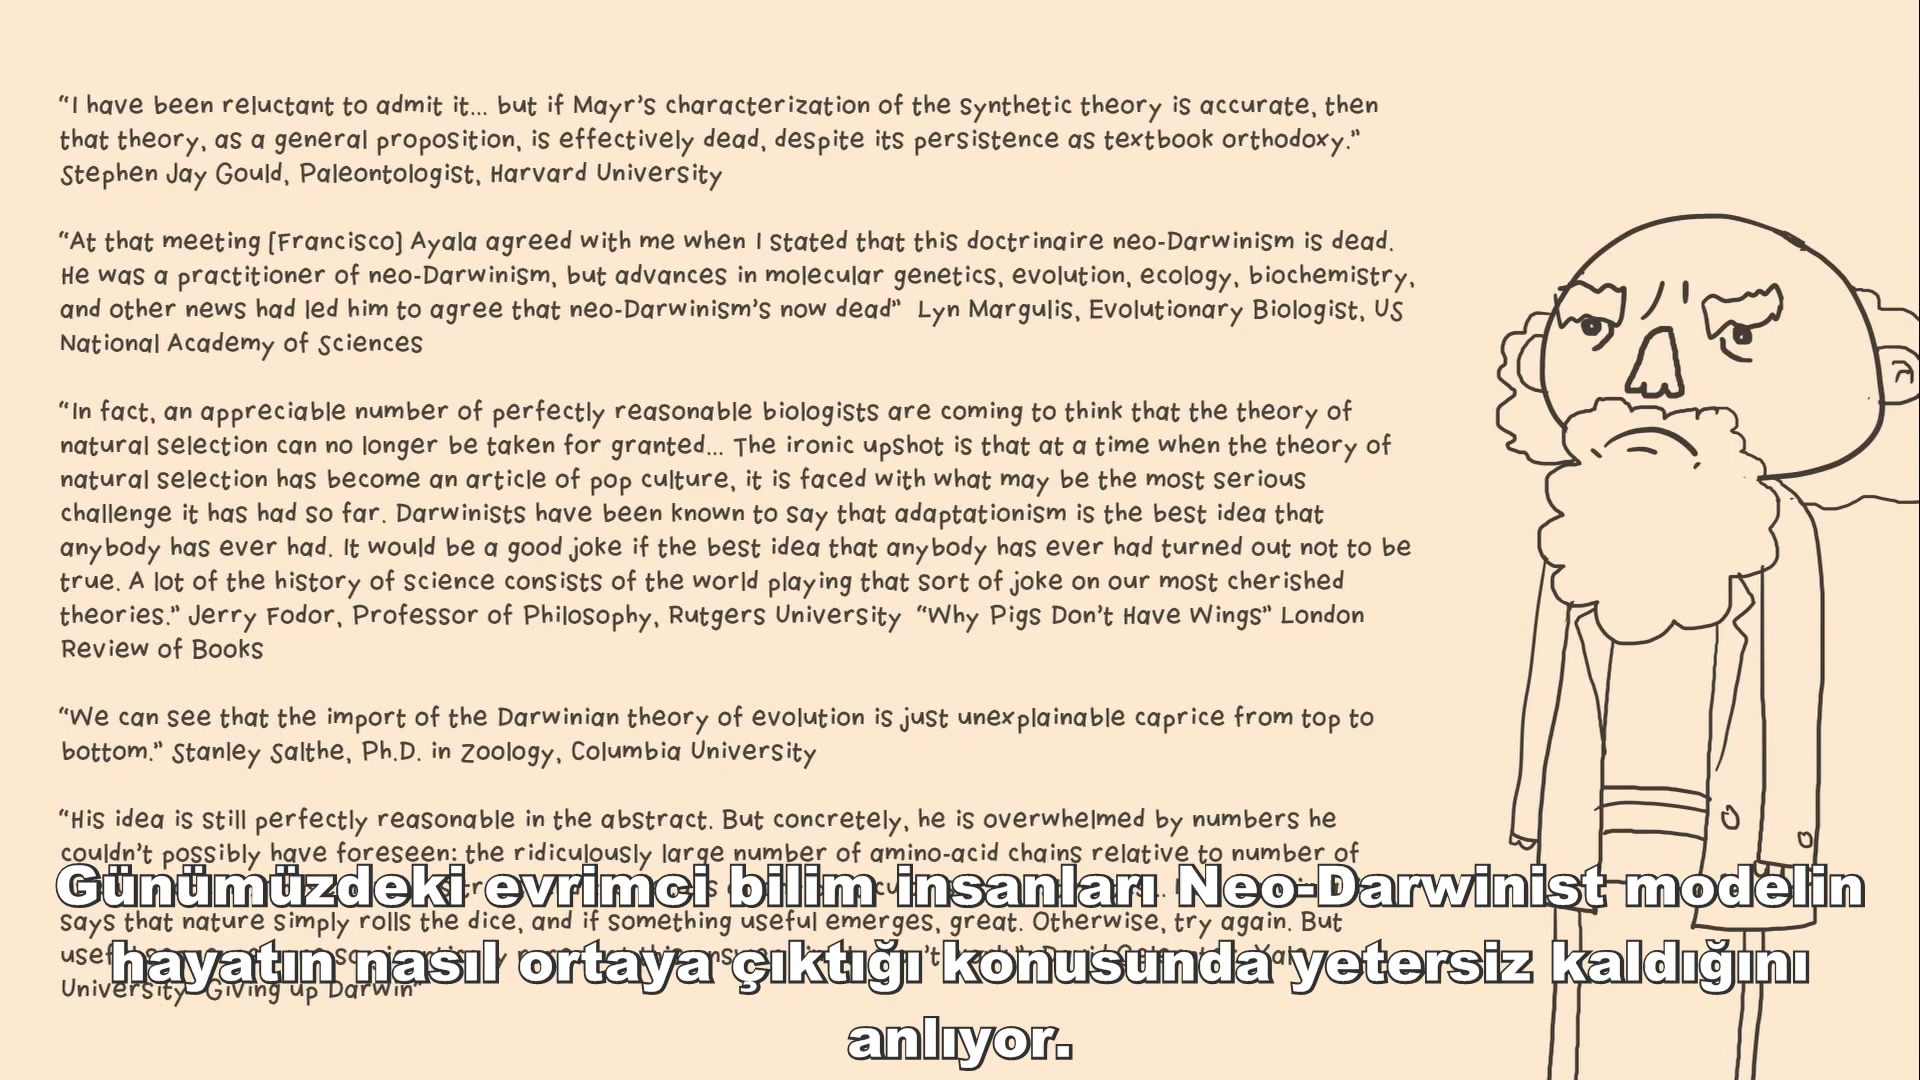 “I have been reluctant to admit it... but if Mayr's characterization of the synthetic theory is accurate, then
that theory, as a general proposition, is effectively dead, despite its persistence as textbook orthodoxy.”
Stephen Jay Gould, Paleontologist, Harvard University
“At that meeting [Francisco] Ayala agreed with me when I stated that this doctrinaire neo-Darwinism is dead.
He was a practitioner of neo-Darwinism, but advances in molecular genetics, evolution, ecology, biochemistry,
and other news had led him to agree that neo-Darwinism's now dead” Lyn Margulis, Evolutionary Biologist, US
National Academy of Sciences
“In fact, an appreciable number of perfectly reasonable biologists are coming to think that the theory of
natural selection can no longer be taken for granted... The ironic upshot is that at a time when the theory of
natural selection has become an article of pop culture, it is faced with what may be the most serious
challenge it has had so far. Darwinists have been known to say that adaptationism is the best idea that
anybody has ever had. It would be a good joke if the best idea that anybody has ever had turned out not to be
true. A lot of the history of science consists of the world playing that sort of joke on our most cherished
theories.” Jerry Fodor, Professor of Philosophy, Rutgers University “Why Pigs Don't Have Wings” London
Review of Books
“We can see that the import of the Darwinian theory of evolution is just unexplainable caprice from top to
bottom.” Stanley Salthe, Ph.D. in Zoology, Columbia University
“His idea is still perfectly reasonable in the abstract. But concretely, he is overwhelmed by numbers he
couldn't possibly have foreseen: the ridiculously large number of amino-acid chains relative to number of
says that nature simply rolls the dice, and if something useful emerges, great. Otherwise, try again. But
University “Giving up Darwin”
Günümüzdeki evrimci bilim insanları Neo-Darwinist modelin
hayatın nasıl ortaya çıktığı konusunda yetersiz kaldığını
anlıyor.